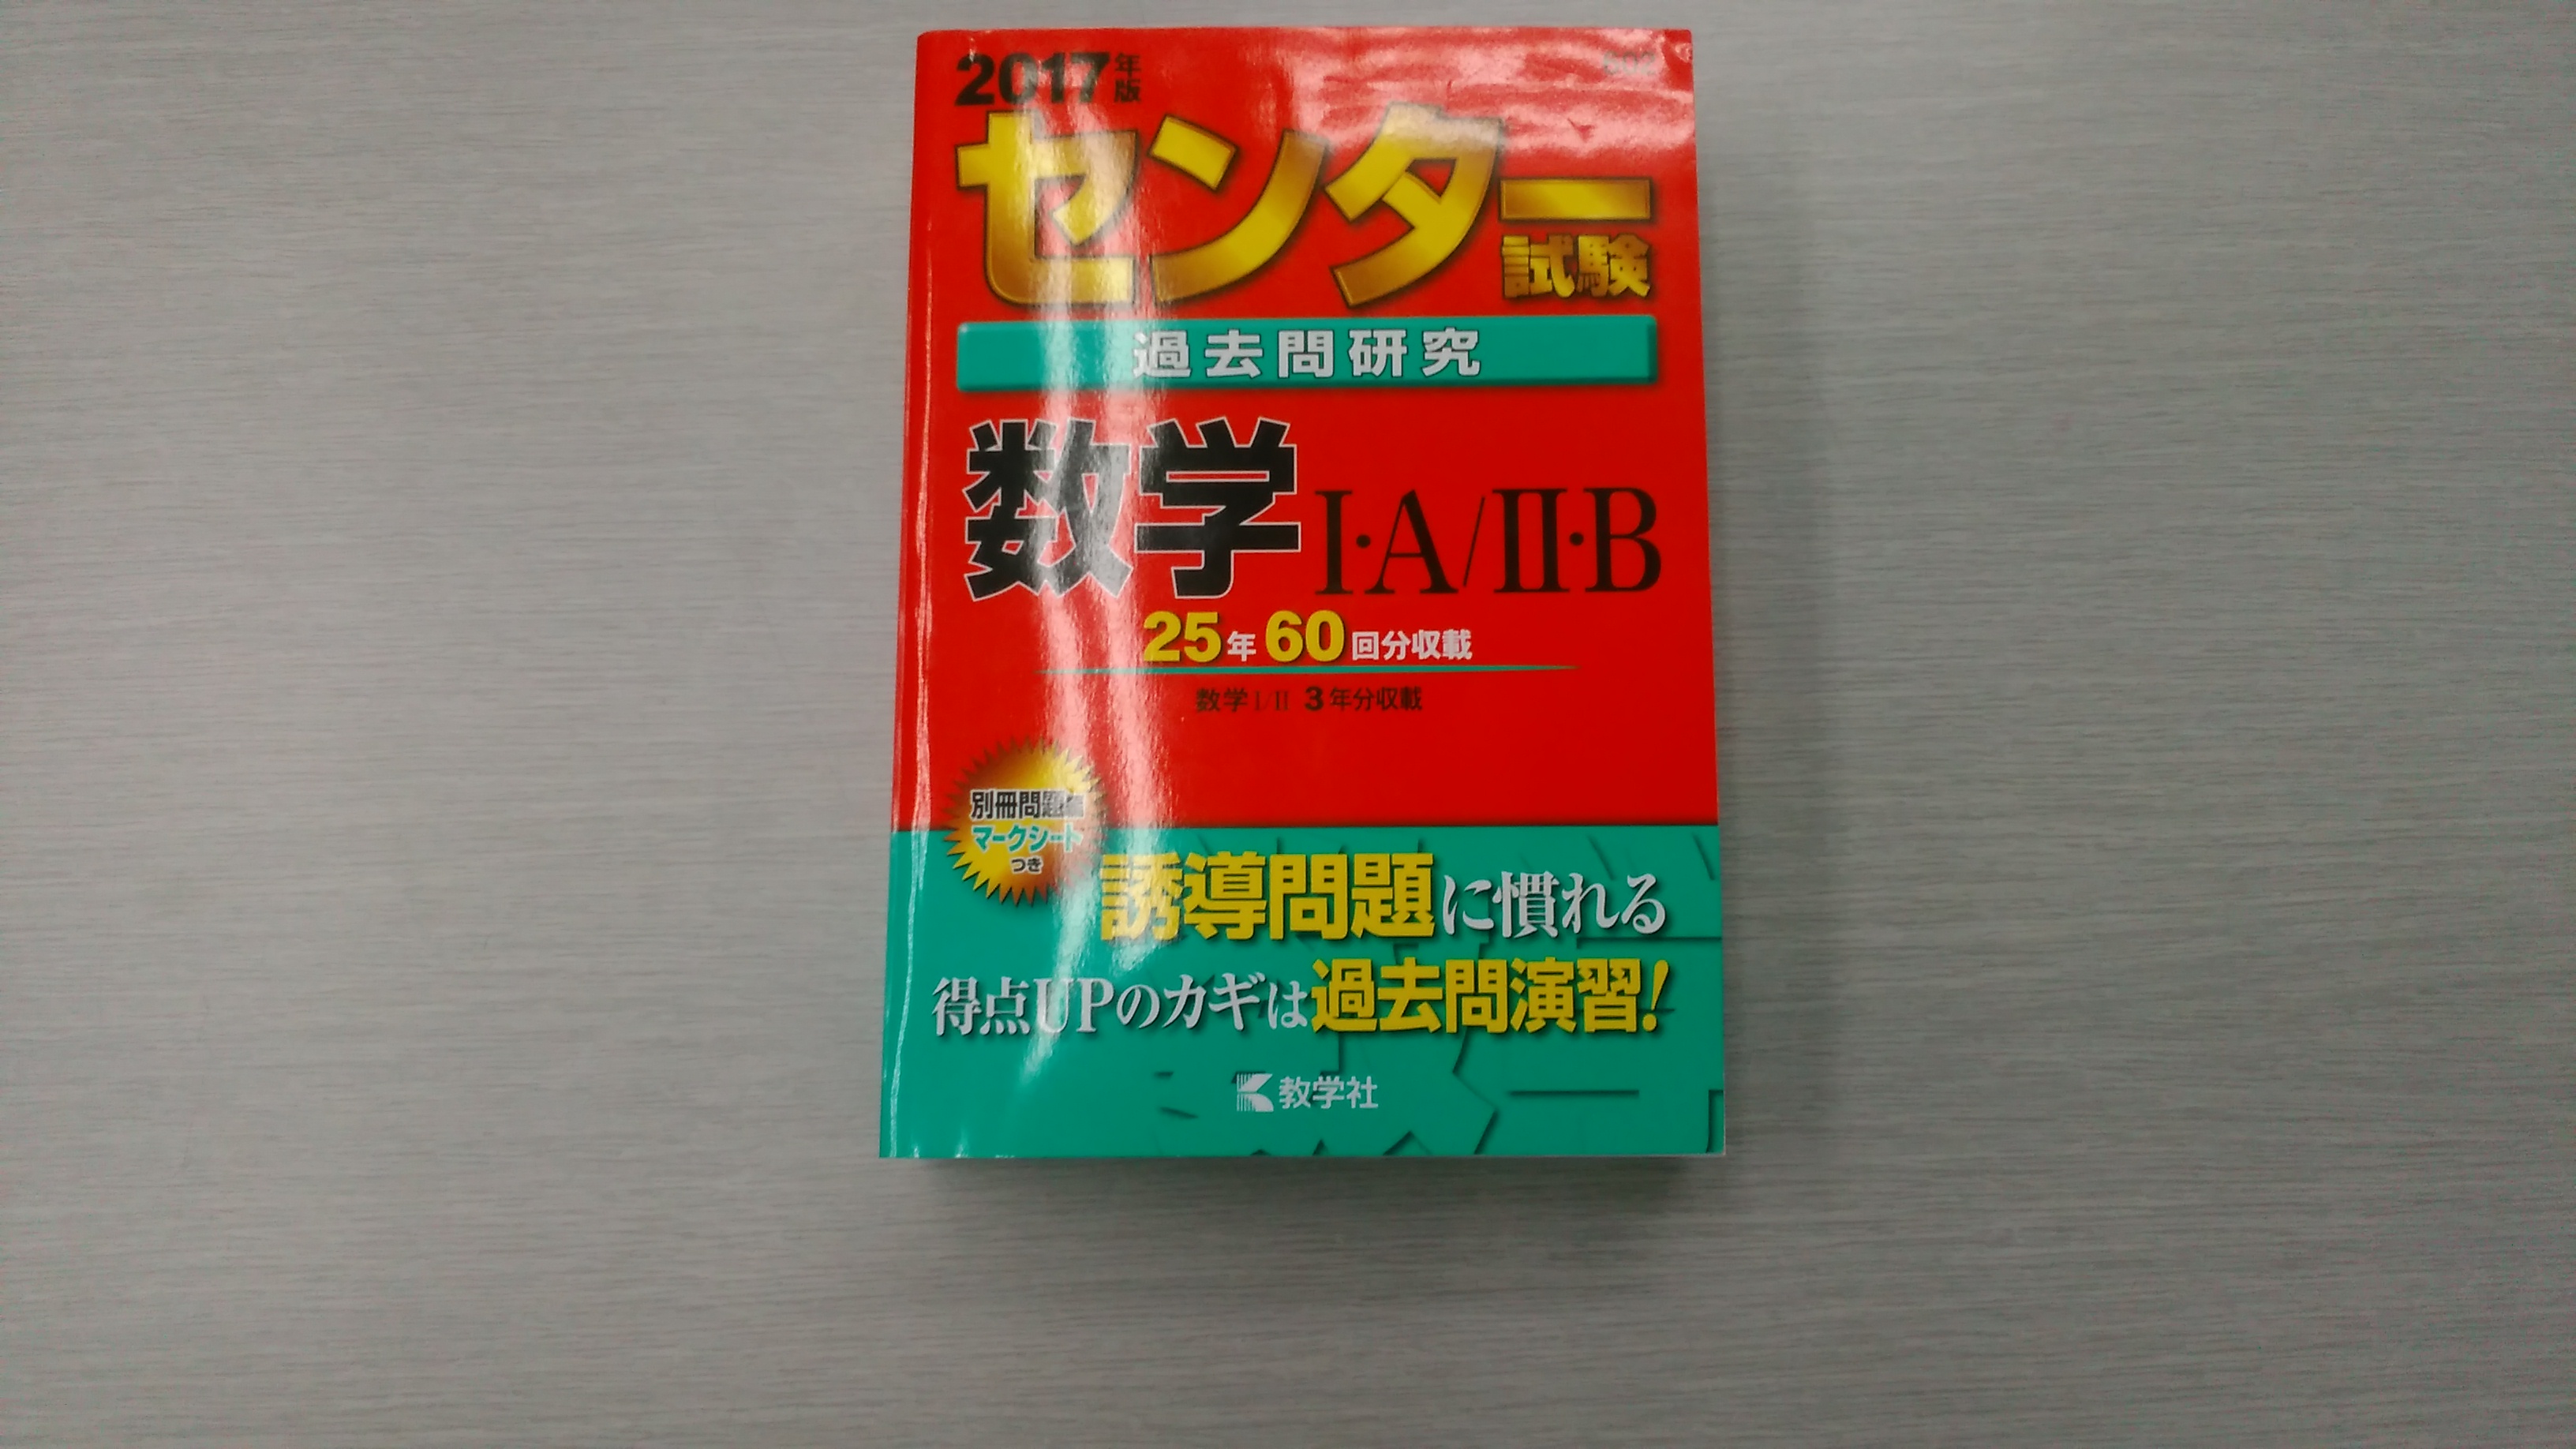 2017年版
センター試験
過去問研究
数学I・A/II・B
25年60回分収載
数学I/II 3年分収載
別冊問題編
マークシート
つき
誘導問題に慣れる
得点UPのカギは過去問演習!
教学社